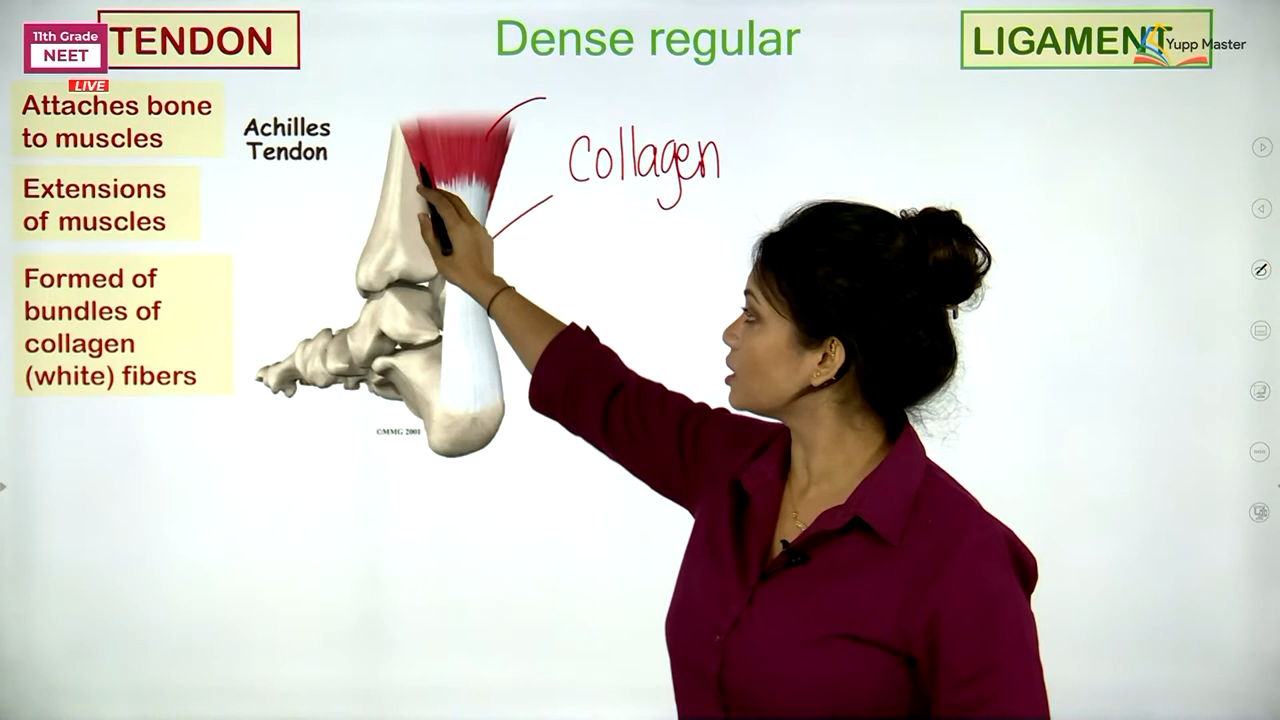 11th Grade
NEET
LIVE
TENDON
Dense regular
LIGAMENT
Yupp Master
Attaches bone
to muscles
Extensions
of muscles
Formed of
bundles of
collagen
(white) fibers
Achilles
Tendon
Collagen
©MMG 2001